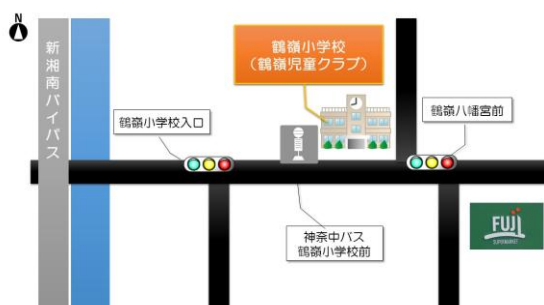 N
新湘南バイパス
鶴嶺小学校
（鶴嶺児童クラブ）
鶴嶺小学校入口
鶴嶺八幡宮前
神奈中バス
鶴嶺小学校前
FUJI
SUPERMARKET